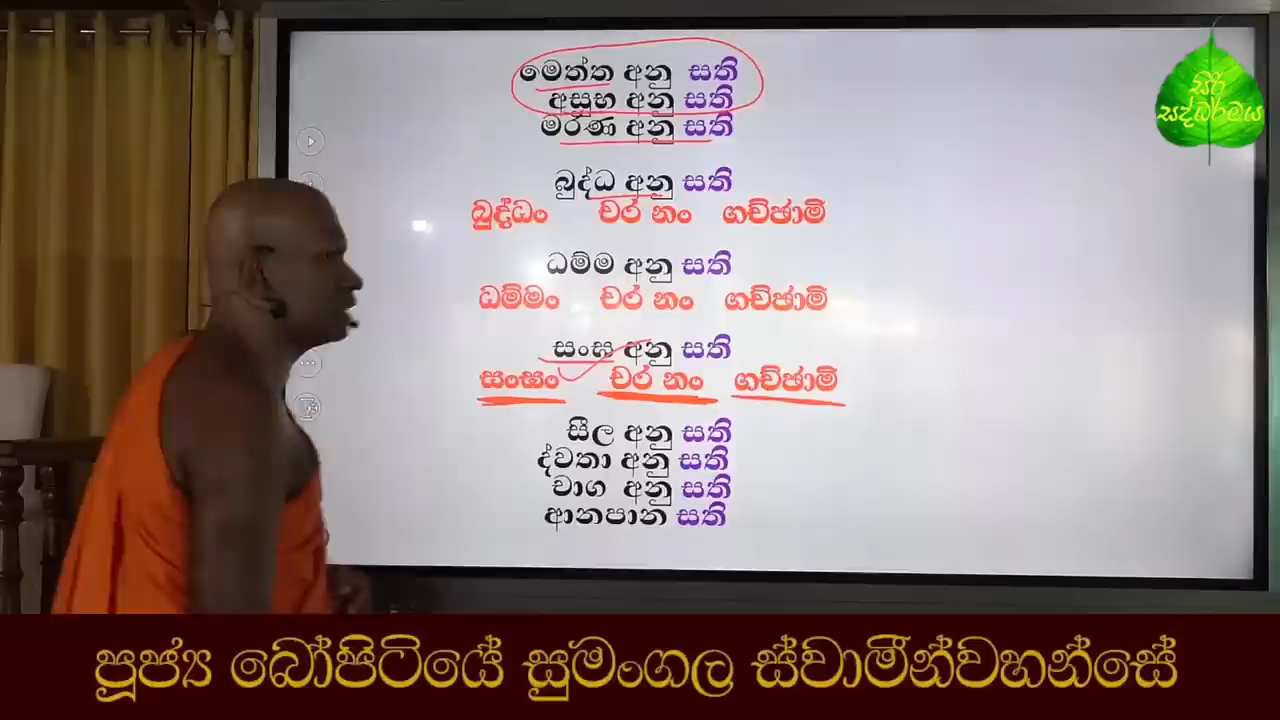 මෙත්ත අනු සති
අසුභ අනු සති
මරණ අනු සති
බුද්ධ අනු සති
බුද්ධං චර නං ගච්ඡාමි
ධම්ම අනු සති
ධම්මං චර නං ගච්ඡාමි
සංඝ අනු සති
සංඝං චර නං ගච්ඡාමි
සීල අනු සති
ද්වතා අනු සති
චාග අනු සති
ආනපාන සති
සිරි
සද්ධර්මය
පූජ්‍ය බෝපිටියේ සුමංගල ස්වාමීන්වහන්සේ